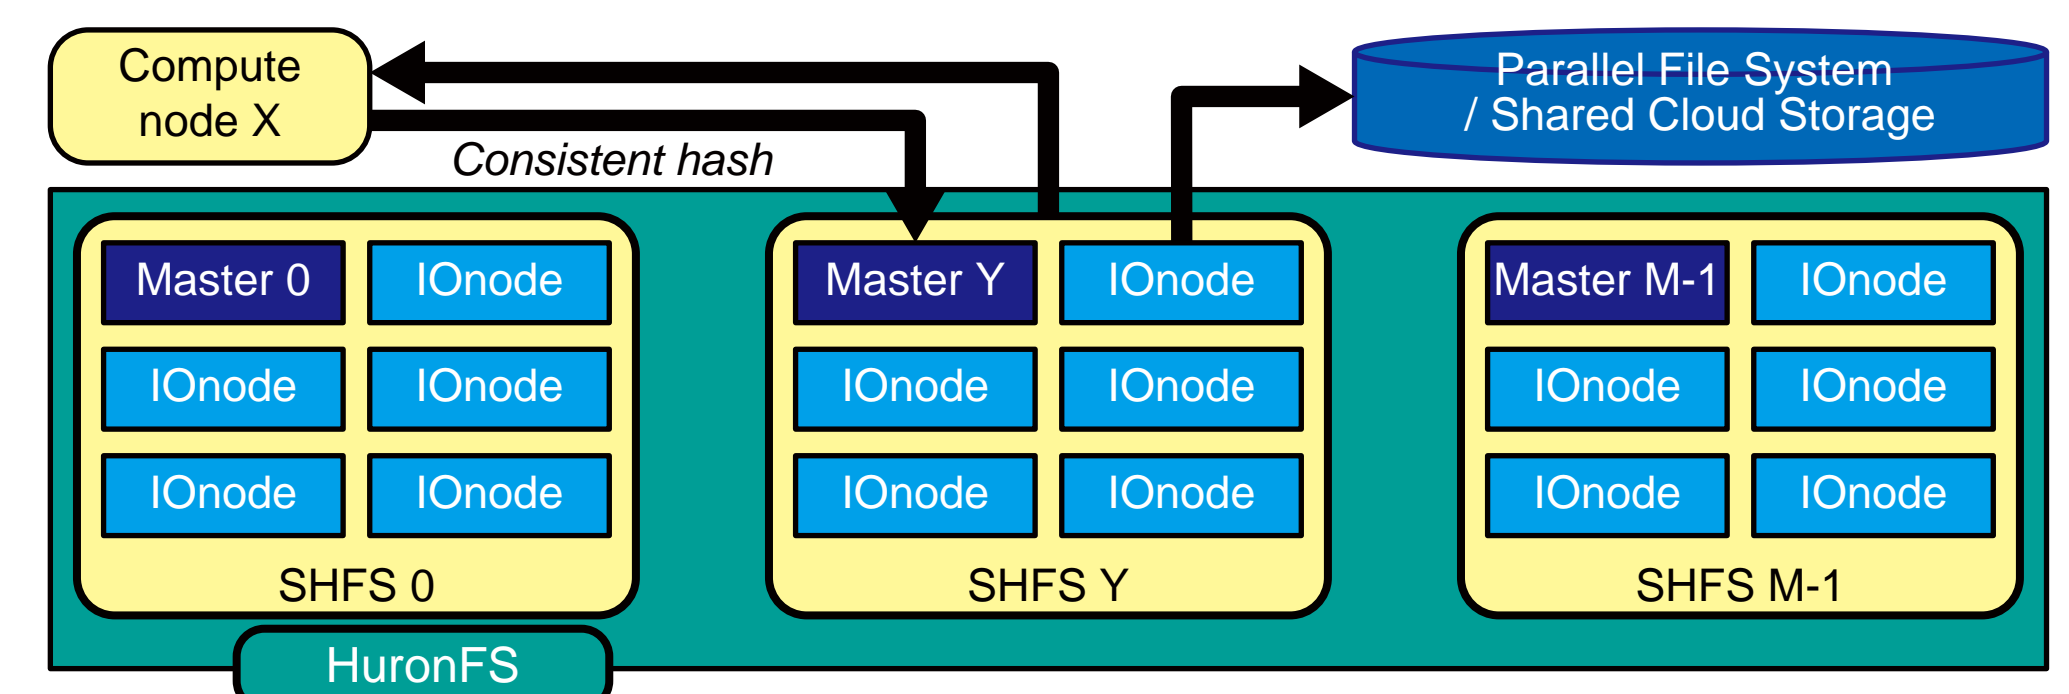 Compute
node X
Consistent hash
Parallel File System
/ Shared Cloud Storage
Master 0
IOnode
IOnode
IOnode
IOnode
IOnode
SHFS 0
Master Y
IOnode
IOnode
IOnode
IOnode
IOnode
SHFS Y
Master M-1
IOnode
IOnode
IOnode
IOnode
IOnode
SHFS M-1
HuronFS